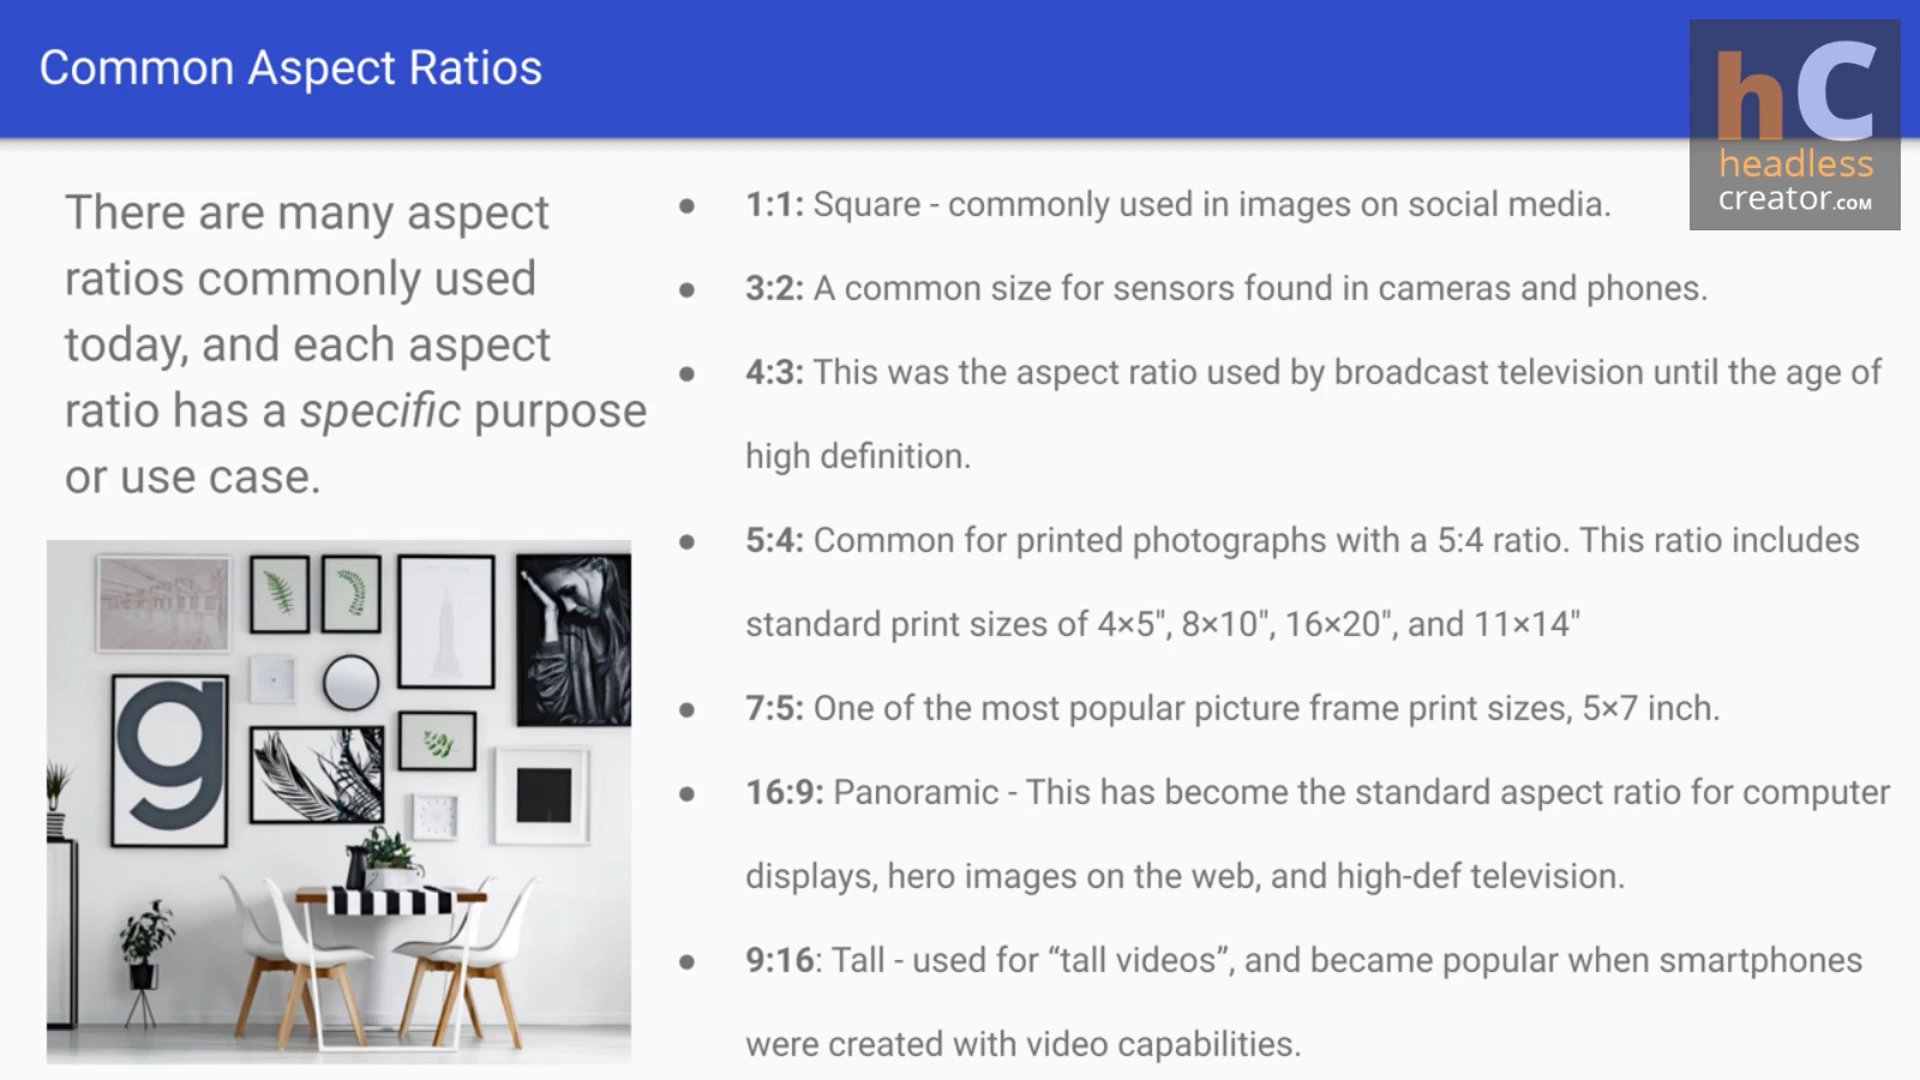 Common Aspect Ratios
hC
headless
creator.COM
There are many aspect
ratios commonly used
today, and each aspect
ratio has a specific purpose
or use case.
NEW YORK
g
● 1:1: Square - commonly used in images on social media.
● 3:2: A common size for sensors found in cameras and phones.
● 4:3: This was the aspect ratio used by broadcast television until the age of
high definition.
● 5:4: Common for printed photographs with a 5:4 ratio. This ratio includes
standard print sizes of 4×5", 8×10", 16×20", and 11×14"
● 7:5: One of the most popular picture frame print sizes, 5×7 inch.
● 16:9: Panoramic - This has become the standard aspect ratio for computer
displays, hero images on the web, and high-def television.
● 9:16: Tall - used for “tall videos”, and became popular when smartphones
were created with video capabilities.